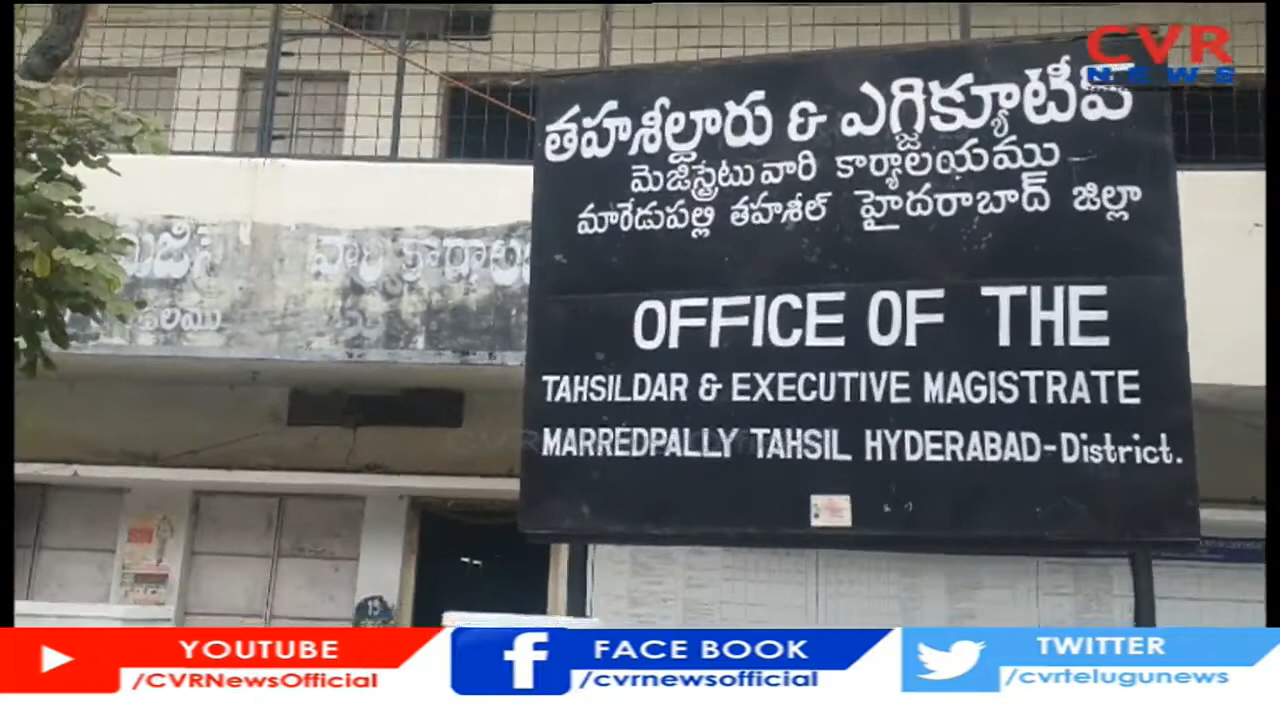 CVR
NEWS
తహశీల్దారు & ఎగ్జిక్యూటీవ్
మెజిస్ట్రేటు వారి కార్యాలయము
మారేడుపల్లి తహశీల్ హైదరాబాద్ జిల్లా
OFFICE OF THE
TAHSILDAR & EXECUTIVE MAGISTRATE
MARREDPALLY TAHSIL HYDERABAD-District.
YOUTUBE
/CVRNewsOfficial
FACE BOOK
/cvrnewsofficial
TWITTER
/cvrtelugunews